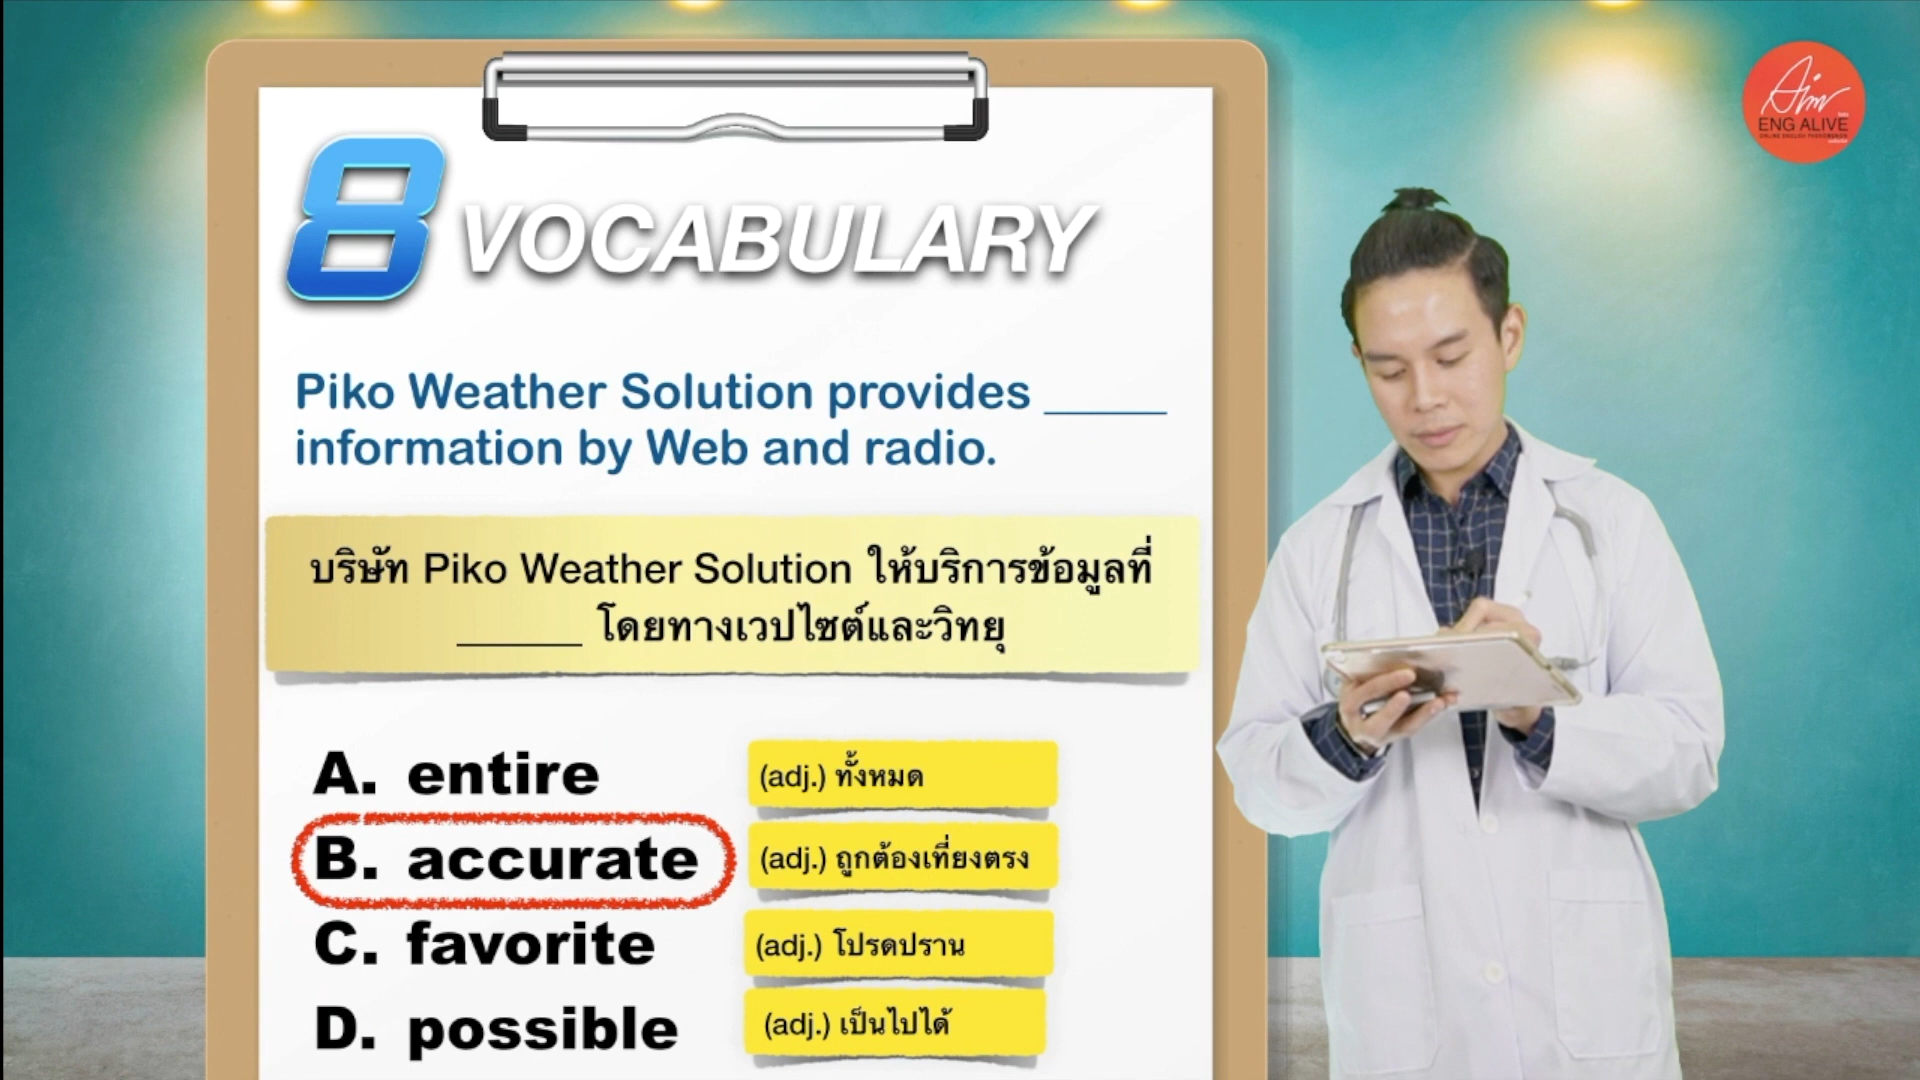 8 VOCABULARY
Piko Weather Solution provides ______
information by Web and radio.
บริษัท Piko Weather Solution ให้บริการข้อมูลที่
______ โดยทางเวปไซต์และวิทยุ
A. entire (adj.) ทั้งหมด
B. accurate (adj.) ถูกต้องเที่ยงตรง
C. favorite (adj.) โปรดปราน
D. possible (adj.) เป็นไปได้
Aim
ENG ALIVE